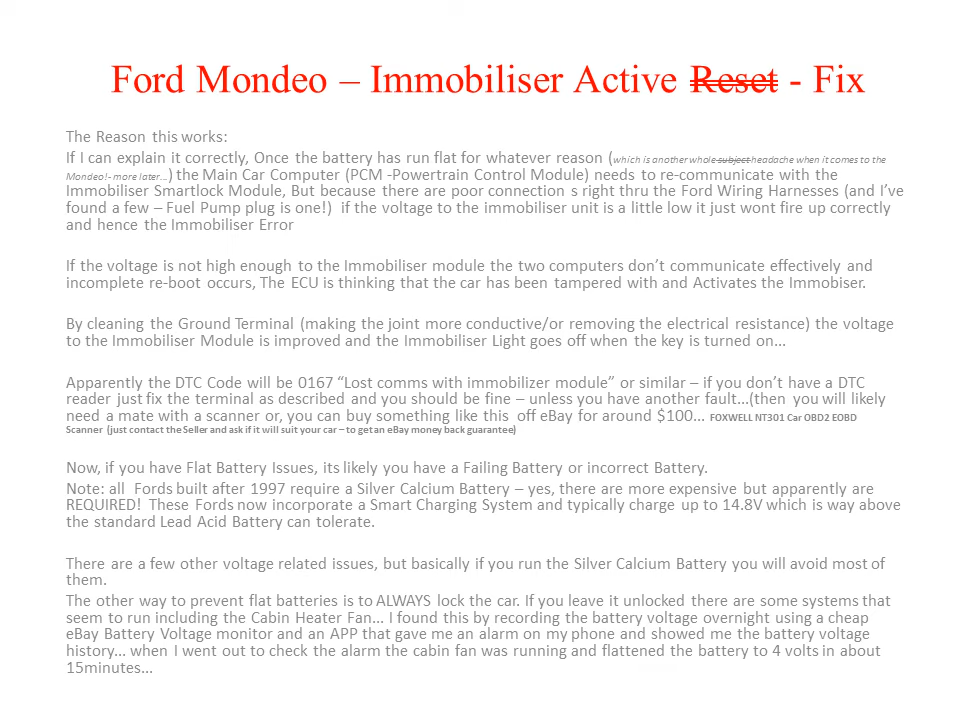 Ford Mondeo – Immobiliser Active Reset - Fix
The Reason this works:
If I can explain it correctly, Once the battery has run flat for whatever reason (which is another whole subject headache when it comes to the
Mondeo!- more later...) the Main Car Computer (PCM -Powertrain Control Module) needs to re-communicate with the
Immobiliser Smartlock Module, But because there are poor connection s right thru the Ford Wiring Harnesses (and I've
found a few – Fuel Pump plug is one!)  if the voltage to the immobiliser unit is a little low it just wont fire up correctly
and hence the Immobiliser Error
If the voltage is not high enough to the Immobiliser module the two computers don't communicate effectively and
incomplete re-boot occurs, The ECU is thinking that the car has been tampered with and Activates the Immobiser.
By cleaning the Ground Terminal (making the joint more conductive/or removing the electrical resistance) the voltage
to the Immobiliser Module is improved and the Immobiliser Light goes off when the key is turned on...
Apparently the DTC Code will be 0167 "Lost comms with immobilizer module" or similar – if you don't have a DTC
reader just fix the terminal as described and you should be fine – unless you have another fault...(then you will likely
need a mate with a scanner or, you can buy something like this  off eBay for around $100... FOXWELL NT301 Car OBD2 EOBD
Scanner (just contact the Seller and ask if it will suit your car – to get an eBay money back guarantee)
Now, if you have Flat Battery Issues, its likely you have a Failing Battery or incorrect Battery.
Note: all  Fords built after 1997 require a Silver Calcium Battery – yes, there are more expensive but apparently are
REQUIRED!  These Fords now incorporate a Smart Charging System and typically charge up to 14.8V which is way above
the standard Lead Acid Battery can tolerate.
There are a few other voltage related issues, but basically if you run the Silver Calcium Battery you will avoid most of
them.
The other way to prevent flat batteries is to ALWAYS lock the car. If you leave it unlocked there are some systems that
seem to run including the Cabin Heater Fan... I found this by recording the battery voltage overnight using a cheap
eBay Battery Voltage monitor and an APP that gave me an alarm on my phone and showed me the battery voltage
history... when I went out to check the alarm the cabin fan was running and flattened the battery to 4 volts in about
15minutes...